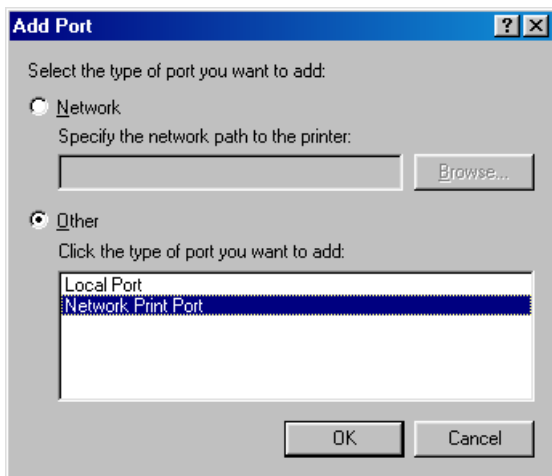 Add Port
Select the type of port you want to add:
Network
Specify the network path to the printer:
Browse...
Other
Click the type of port you want to add:
Local Port
Network Print Port
OK Cancel